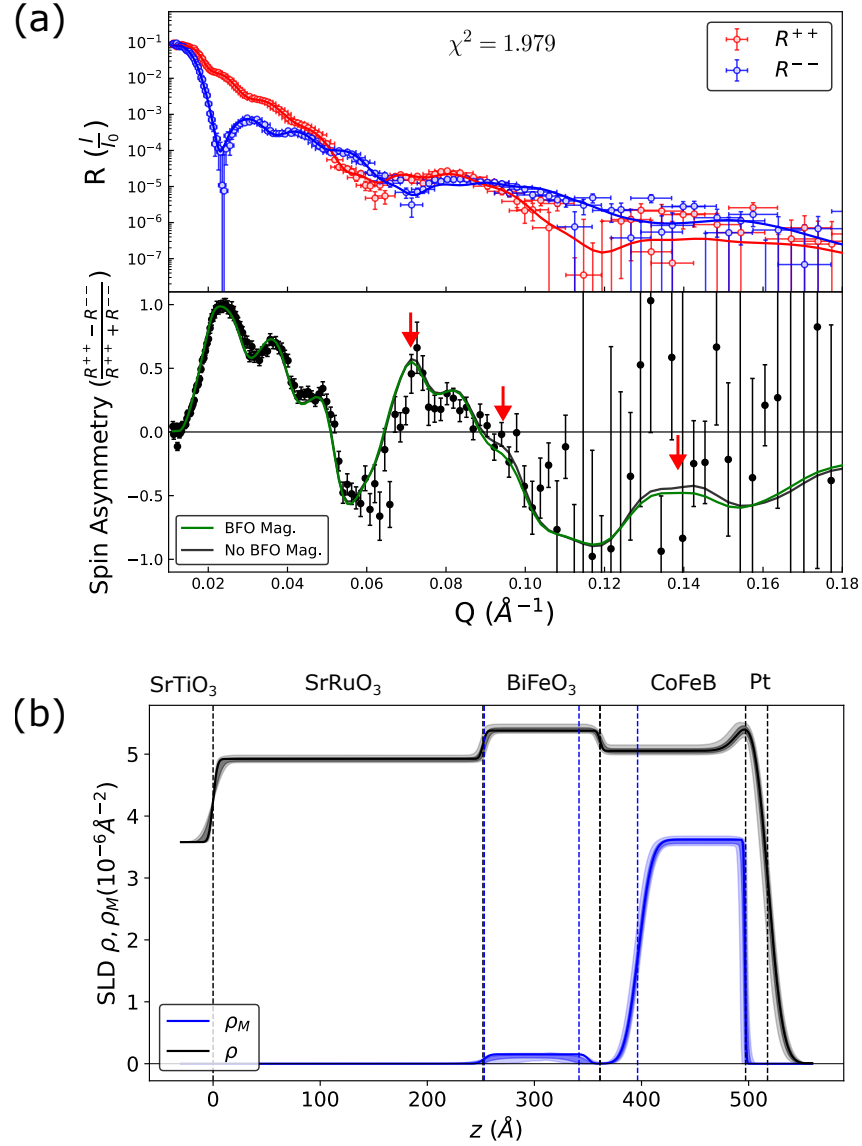 (a)
χ² = 1.979
R⁺⁺
R⁻⁻
R (I/I₀)
10⁻¹
10⁻²
10⁻³
10⁻⁴
10⁻⁵
10⁻⁶
10⁻⁷
Spin Asymmetry (R⁺⁺ − R⁻⁻ / R⁺⁺ + R⁻⁻)
1.0
0.5
0.0
−0.5
−1.0
BFO Mag.
No BFO Mag.
0.02 0.04 0.06 0.08 0.10 0.12 0.14 0.16 0.18
Q (Å⁻¹)
(b)
SrTiO₃ SrRuO₃ BiFeO₃ CoFeB Pt
SLD ρ, ρ_M(10⁻⁶Å⁻²)
5
4
3
2
1
0
ρ_M
ρ
0 100 200 300 400 500
z (Å)